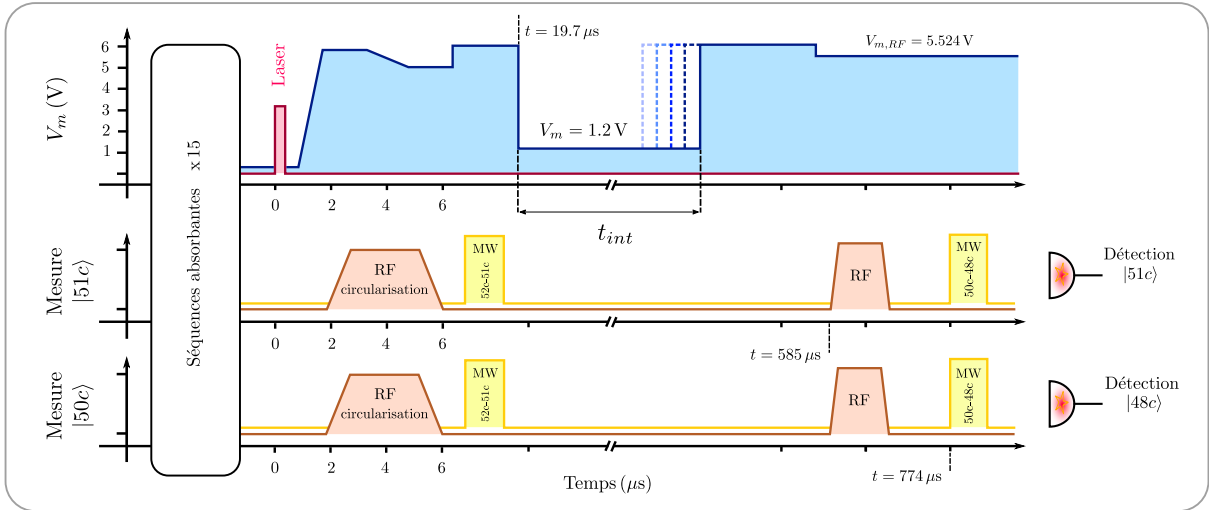 t = 19.7 μs
V_{m,RF} = 5.524 V
V_m (V)
6
5
4
3
2
1
Laser
V_m = 1.2 V
0
2
4
6
t_{int}
Séquences absorbantes x 15
Mesure
|51c⟩
RF
circularisation
MW
52c-51c
RF
MW
50c-48c
Détection
|51c⟩
0
2
4
6
t = 585 μs
Mesure
|50c⟩
RF
circularisation
MW
52c-51c
RF
MW
50c-48c
Détection
|48c⟩
0
2
4
6
t = 774 μs
Temps (μs)